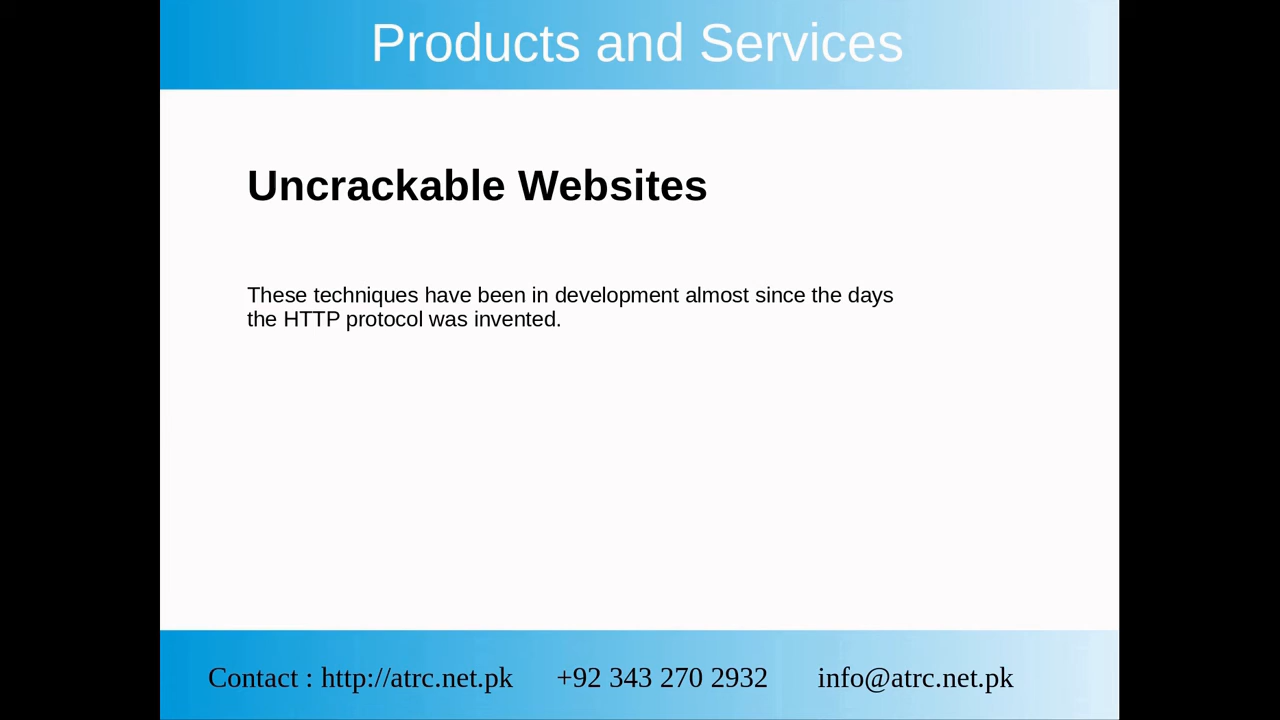 Products and Services
Uncrackable Websites
These techniques have been in development almost since the days
the HTTP protocol was invented.
Contact : http://atrc.net.pk +92 343 270 2932 info@atrc.net.pk